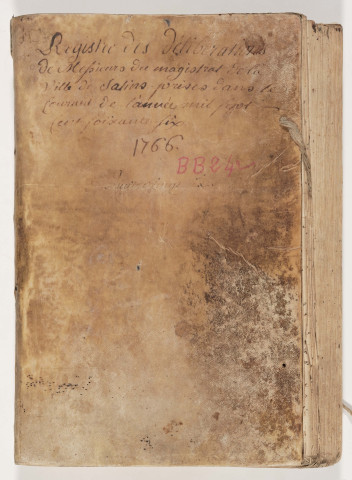 Registre des Deliberations
de Messieurs du magistrat de la
Ville de Salins prises dans le
courant de l'année mil sept
cent soixante six
1766
BB24